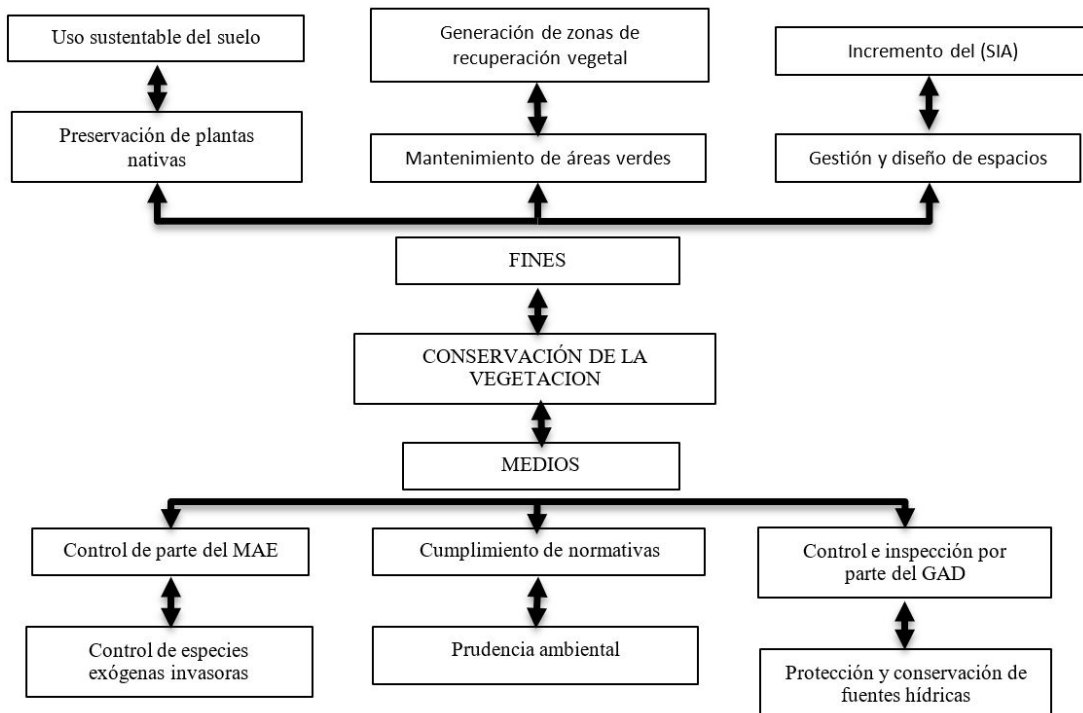 Uso sustentable del suelo
Generación de zonas de
recuperación vegetal
Incremento del (SIA)
Preservación de plantas
nativas
Mantenimiento de áreas verdes
Gestión y diseño de espacios
FINES
CONSERVACIÓN DE LA
VEGETACION
MEDIOS
Control de parte del MAE
Cumplimiento de normativas
Control e inspección por
parte del GAD
Control de especies
exógenas invasoras
Prudencia ambiental
Protección y conservación de
fuentes hídricas